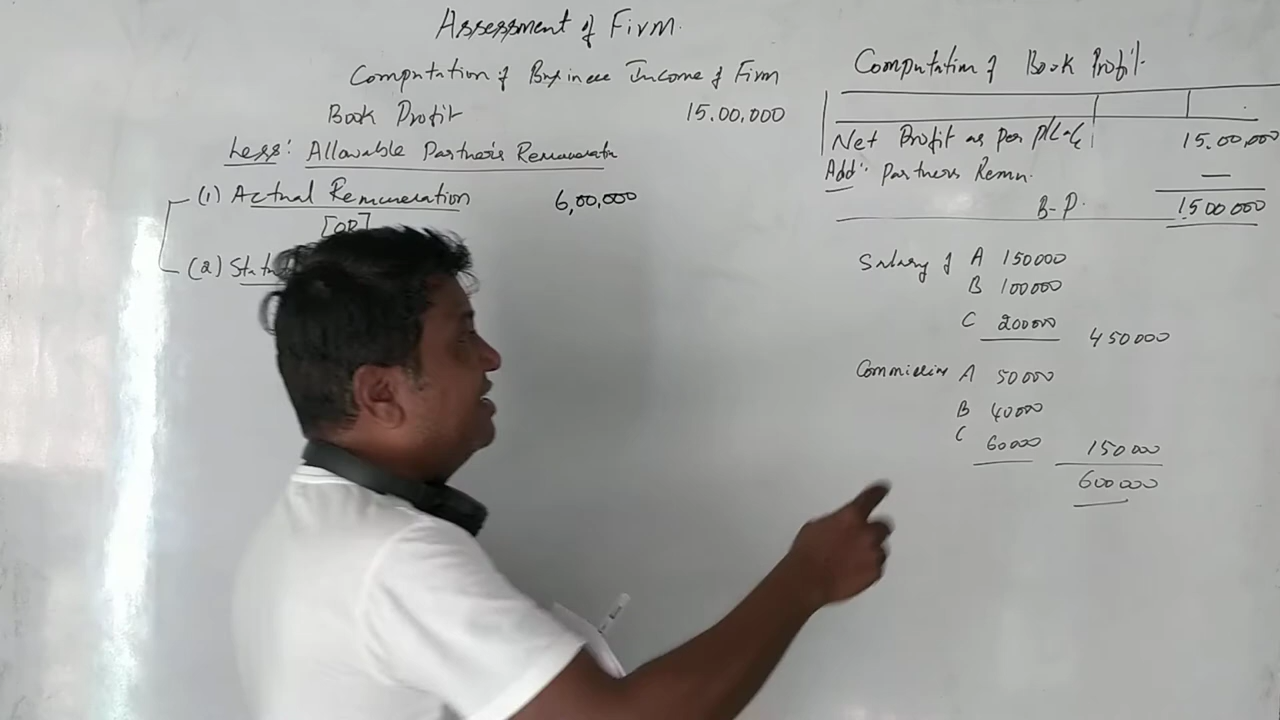 Assessment of Firm.
Computation of Business Income of Firm
Book Profit 15,00,000
Less: Allowable Partner's Remuneratn
(1) Actual Remuneration 6,00,000
[OR]
(2)
Computation of Book Profit.
Net Profit as per P/L a/c 15,00,000
Add: Partners Remn. —
B-P. 1500000
Salary of A 150000
B 100000
C 200000 450000
Commission A 50000
B 40000
C 60000 150000
600000